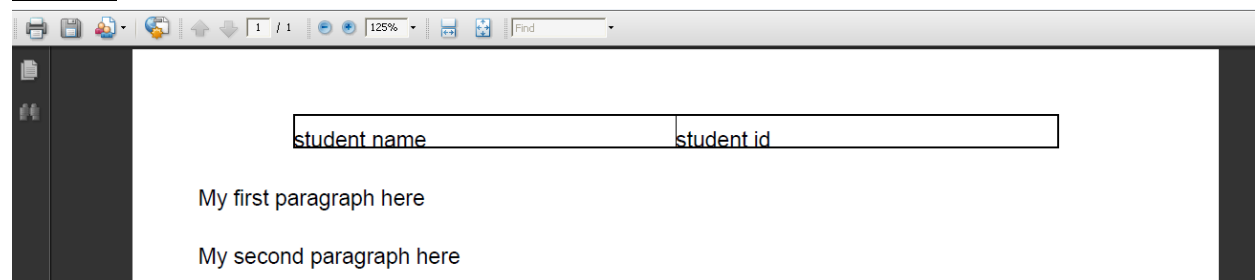 1 / 1 125% Find
student name student id
My first paragraph here
My second paragraph here